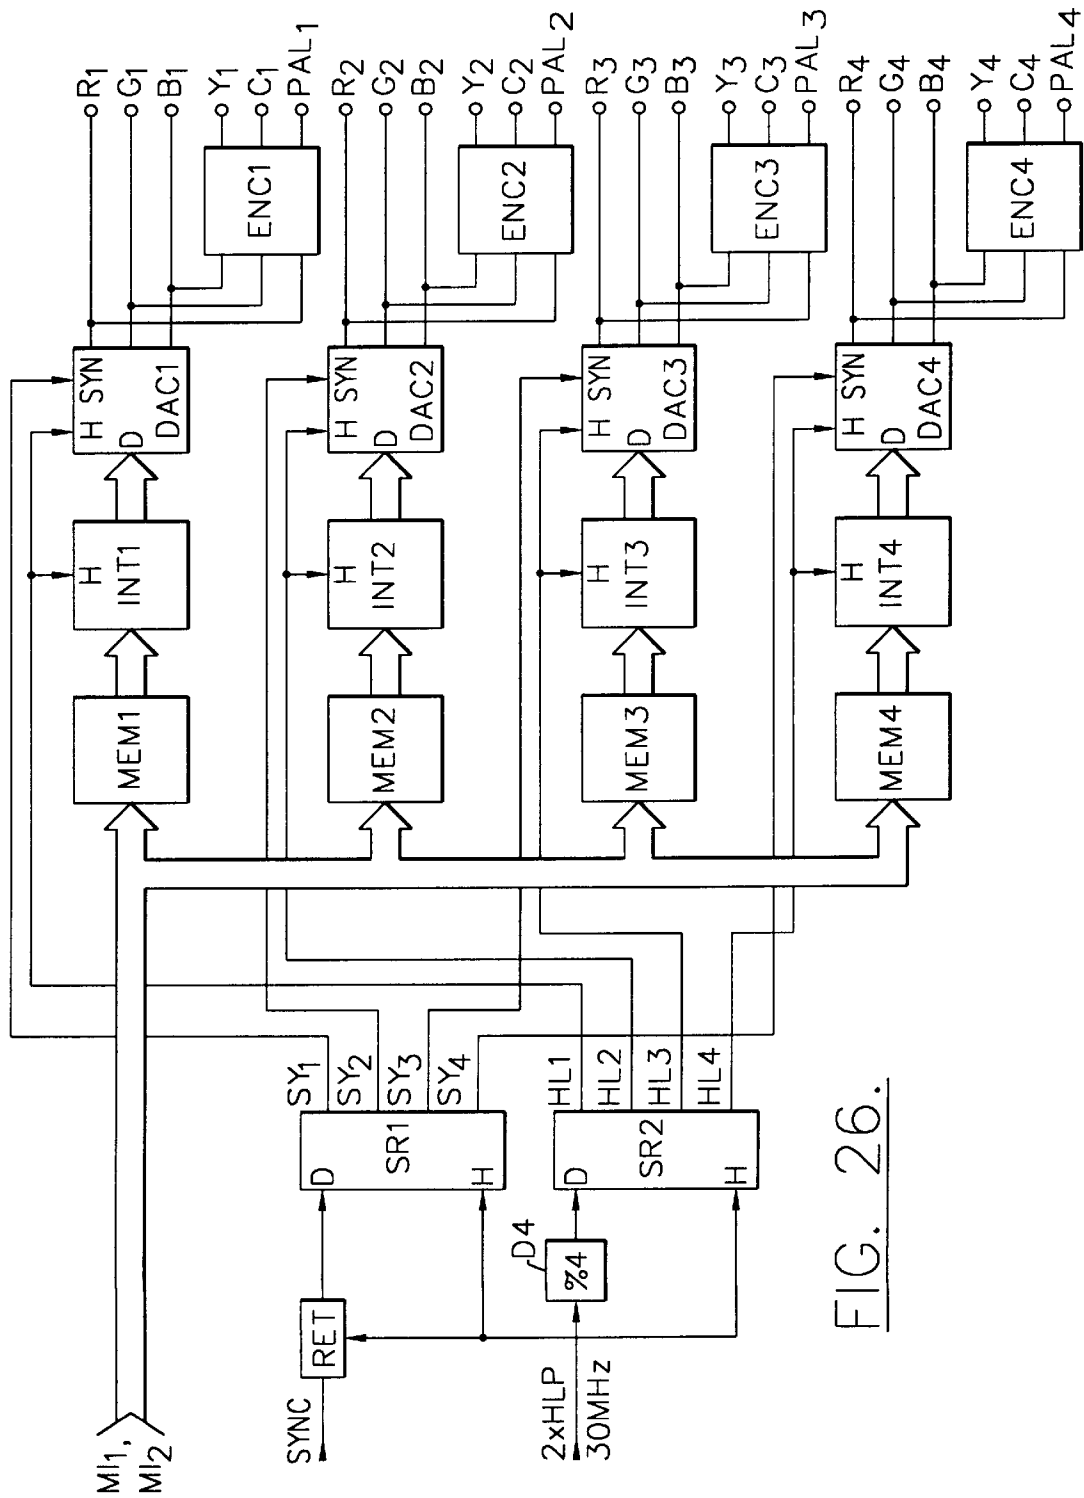 MI1,
MI2
SYNC
RET
2xHLP
30MHz
D4
%4
D
SR1
H
SY1
SY2
SY3
SY4
D
SR2
H
HL1
HL2
HL3
HL4
MEM1
H
INT1
H SYN
D
DAC1
ENC1
R1
G1
B1
Y1
C1
PAL1
MEM2
H
INT2
H SYN
D
DAC2
ENC2
R2
G2
B2
Y2
C2
PAL2
MEM3
H
INT3
H SYN
D
DAC3
ENC3
R3
G3
B3
Y3
C3
PAL3
MEM4
H
INT4
H SYN
D
DAC4
ENC4
R4
G4
B4
Y4
C4
PAL4
FIG. 26.